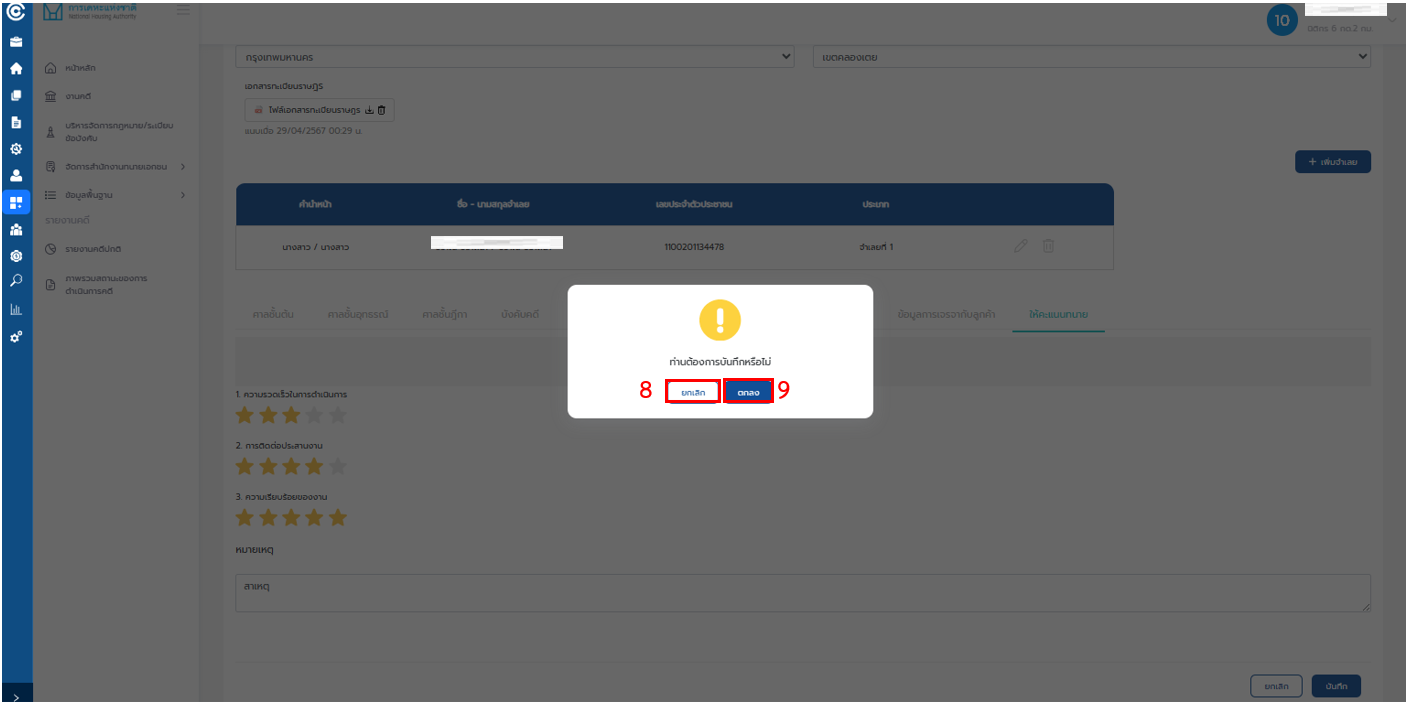 การเคหะแห่งชาติ
National Housing Authority
10
นิติกร 6 กต.2 กม.
หน้าหลัก
งานคดี
บริหารจัดการกฎหมาย/ระเบียบ
ข้อบังคับ
จัดการสำนักงานทนายเอกชน
ข้อมูลพื้นฐาน
รายงานคดี
รายงานคดีปกติ
ภาพรวมสถานะของการ
ดำเนินการคดี
กรุงเทพมหานคร
เขตคลองเตย
เอกสารทะเบียนราษฎร
ไฟล์เอกสารทะเบียนราษฎร
แนบเมื่อ 29/04/2567 00:29 น.
+ เพิ่มจำเลย
คำนำหน้า ชื่อ - นามสกุลจำเลย เลขประจำตัวประชาชน ประเภท
นางสาว / นางสาว 1100201134478 จำเลยที่ 1
ศาลชั้นต้น ศาลชั้นอุทธรณ์ ศาลชั้นฎีกา บังคับคดี ข้อมูลการเจรจากับลูกค้า ให้คะแนนทนาย
ท่านต้องการบันทึกหรือไม่
8 ยกเลิก ตกลง 9
1. ความรวดเร็วในการดำเนินการ
2. การติดต่อประสานงาน
3. ความเรียบร้อยของงาน
หมายเหตุ
สาเหตุ
ยกเลิก บันทึก